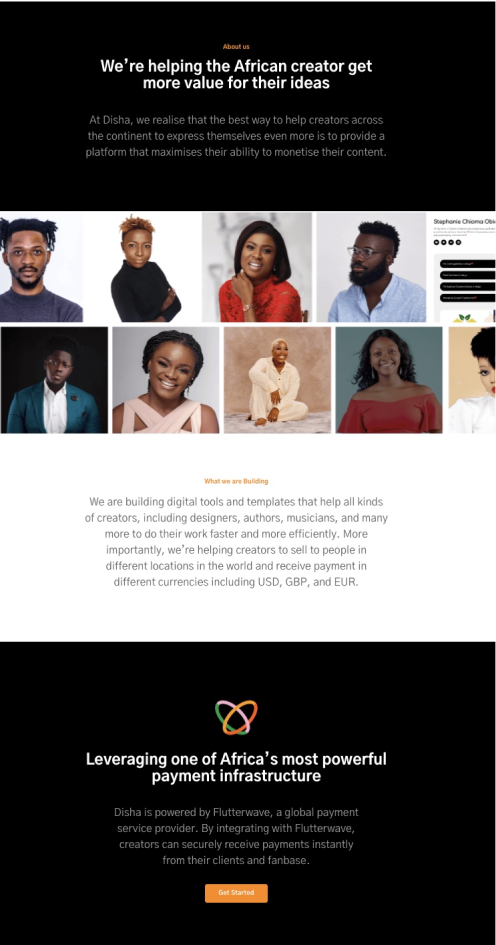 About us
We’re helping the African creator get
more value for their ideas
At Disha, we realise that the best way to help creators across
the continent to express themselves even more is to provide a
platform that maximises their ability to monetise their content.
Stephanie Chioma Obi
What we are Building
We are building digital tools and templates that help all kinds
of creators, including designers, authors, musicians, and many
more to do their work faster and more efficiently. More
importantly, we’re helping creators to sell to people in
different locations in the world and receive payment in
different currencies including USD, GBP, and EUR.
Leveraging one of Africa’s most powerful
payment infrastructure
Disha is powered by Flutterwave, a global payment
service provider. By integrating with Flutterwave,
creators can securely receive payments instantly
from their clients and fanbase.
Get Started